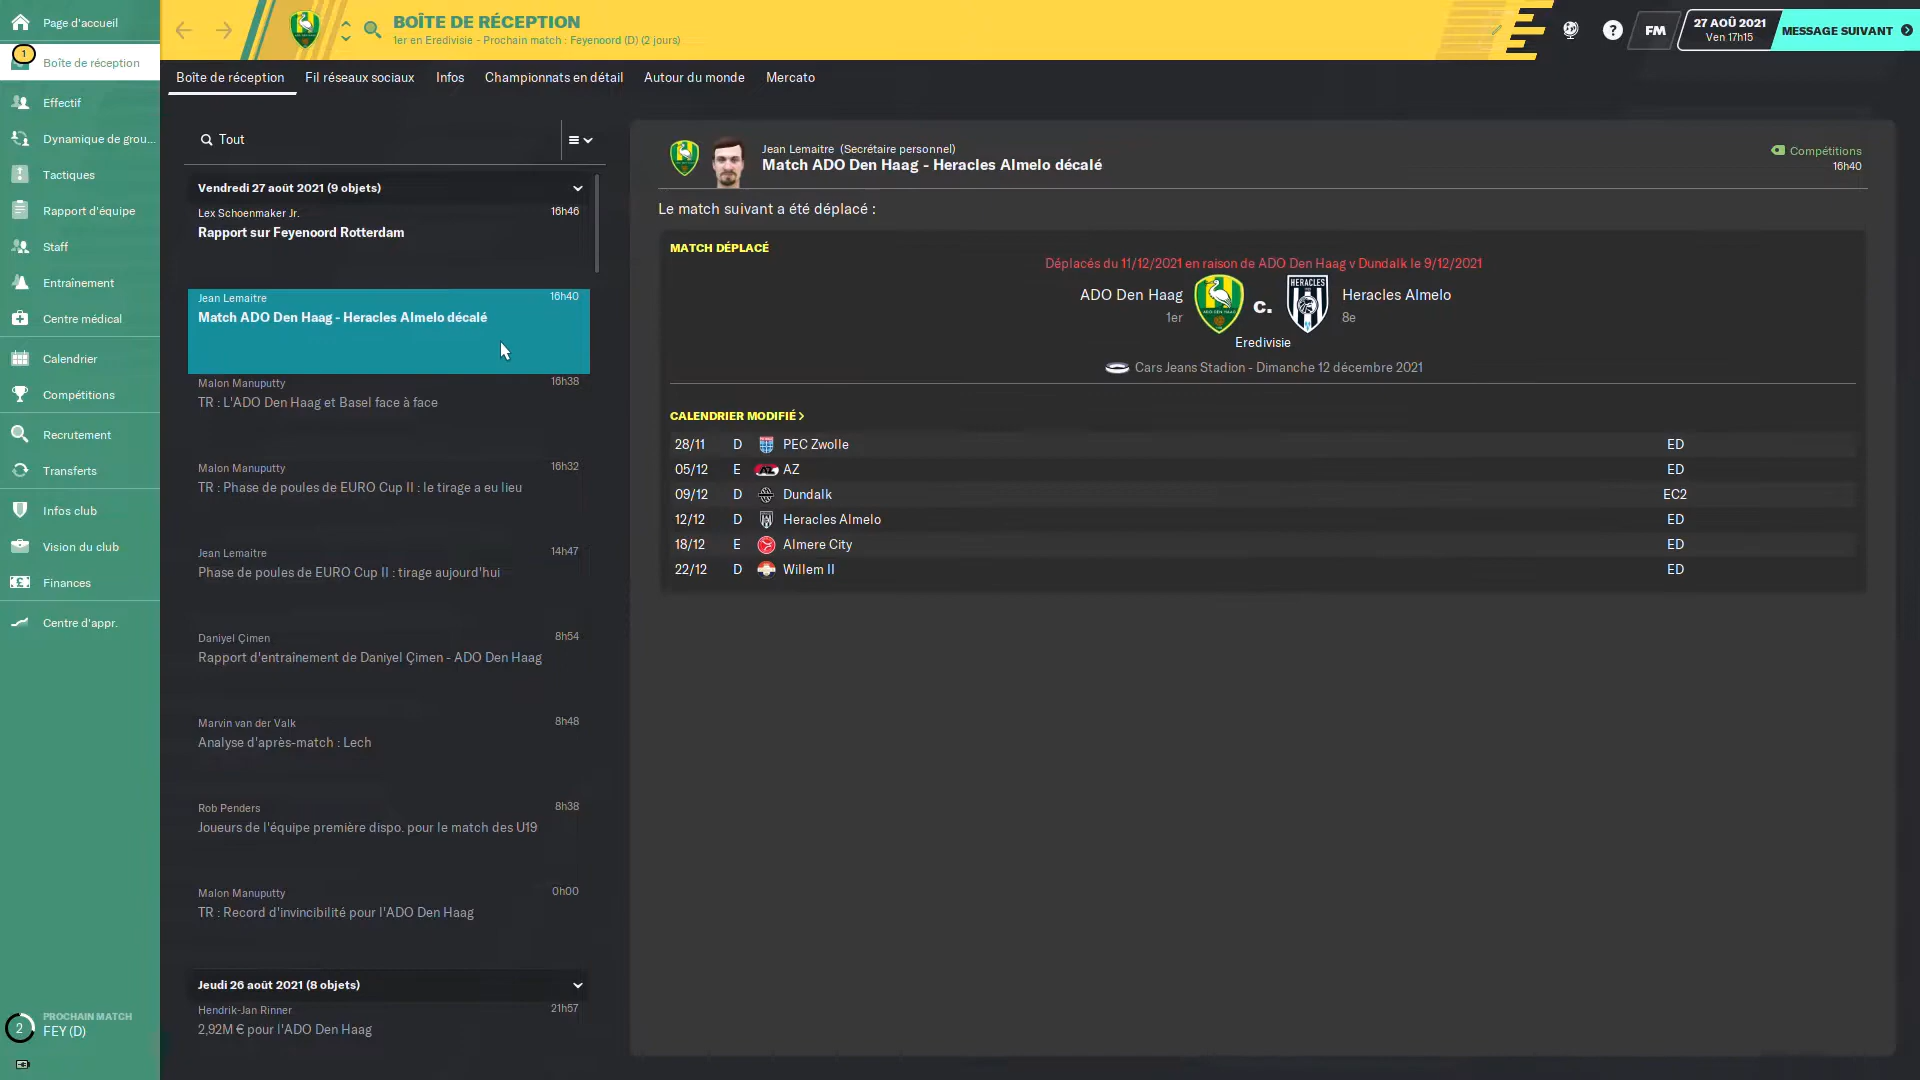 Page d'accueil
1
Boîte de réception
Effectif
Dynamique de grou...
Tactiques
Rapport d'équipe
Staff
Entraînement
Centre médical
Calendrier
Compétitions
Recrutement
Transferts
Infos club
Vision du club
Finances
Centre d'appr.
2
PROCHAIN MATCH
FEY (D)
BOÎTE DE RÉCEPTION
1er en Eredivisie - Prochain match : Feyenoord (D) (2 jours)
?
FM
27 AOÛ 2021
Ven 17h15
MESSAGE SUIVANT
Boîte de réception
Fil réseaux sociaux
Infos
Championnats en détail
Autour du monde
Mercato
Tout
Vendredi 27 août 2021 (9 objets)
Lex Schoenmaker Jr. 16h46
Rapport sur Feyenoord Rotterdam
Jean Lemaitre 16h40
Match ADO Den Haag - Heracles Almelo décalé
Malon Manuputty 16h38
TR : L'ADO Den Haag et Basel face à face
Malon Manuputty 16h32
TR : Phase de poules de EURO Cup II : le tirage a eu lieu
Jean Lemaitre 14h47
Phase de poules de EURO Cup II : tirage aujourd'hui
Daniyel Çimen 8h54
Rapport d'entraînement de Daniyel Çimen - ADO Den Haag
Marvin van der Valk 8h48
Analyse d'après-match : Lech
Rob Penders 8h38
Joueurs de l'équipe première dispo. pour le match des U19
Malon Manuputty 0h00
TR : Record d'invincibilité pour l'ADO Den Haag
Jeudi 26 août 2021 (8 objets)
Hendrik-Jan Rinner 21h57
2,92M € pour l'ADO Den Haag
Jean Lemaitre (Secrétaire personnel)
Match ADO Den Haag - Heracles Almelo décalé
Compétitions
16h40
Le match suivant a été déplacé :
MATCH DÉPLACÉ
Déplacés du 11/12/2021 en raison de ADO Den Haag v Dundalk le 9/12/2021
ADO Den Haag
1er
c.
HERACLES
Heracles Almelo
8e
Eredivisie
Cars Jeans Stadion - Dimanche 12 décembre 2021
CALENDRIER MODIFIÉ >
28/11 D PEC Zwolle ED
05/12 E AZ ED
09/12 D Dundalk EC2
12/12 D Heracles Almelo ED
18/12 E Almere City ED
22/12 D Willem II ED